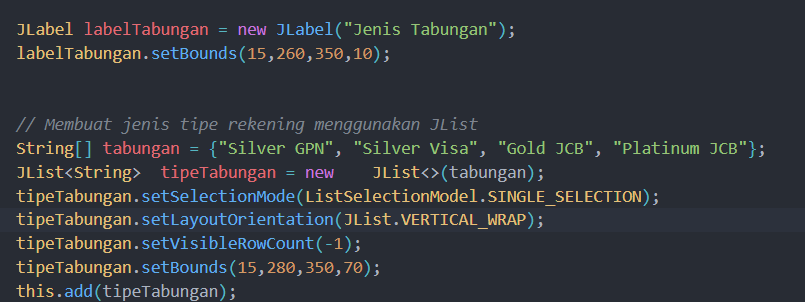 JLabel labelTabungan = new JLabel("Jenis Tabungan");
labelTabungan.setBounds(15,260,350,10);
// Membuat jenis tipe rekening menggunakan JList
String[] tabungan = {"Silver GPN", "Silver Visa", "Gold JCB", "Platinum JCB"};
JList<String>  tipeTabungan = new    JList<>(tabungan);
tipeTabungan.setSelectionMode(ListSelectionModel.SINGLE_SELECTION);
tipeTabungan.setLayoutOrientation(JList.VERTICAL_WRAP);
tipeTabungan.setVisibleRowCount(-1);
tipeTabungan.setBounds(15,280,350,70);
this.add(tipeTabungan);